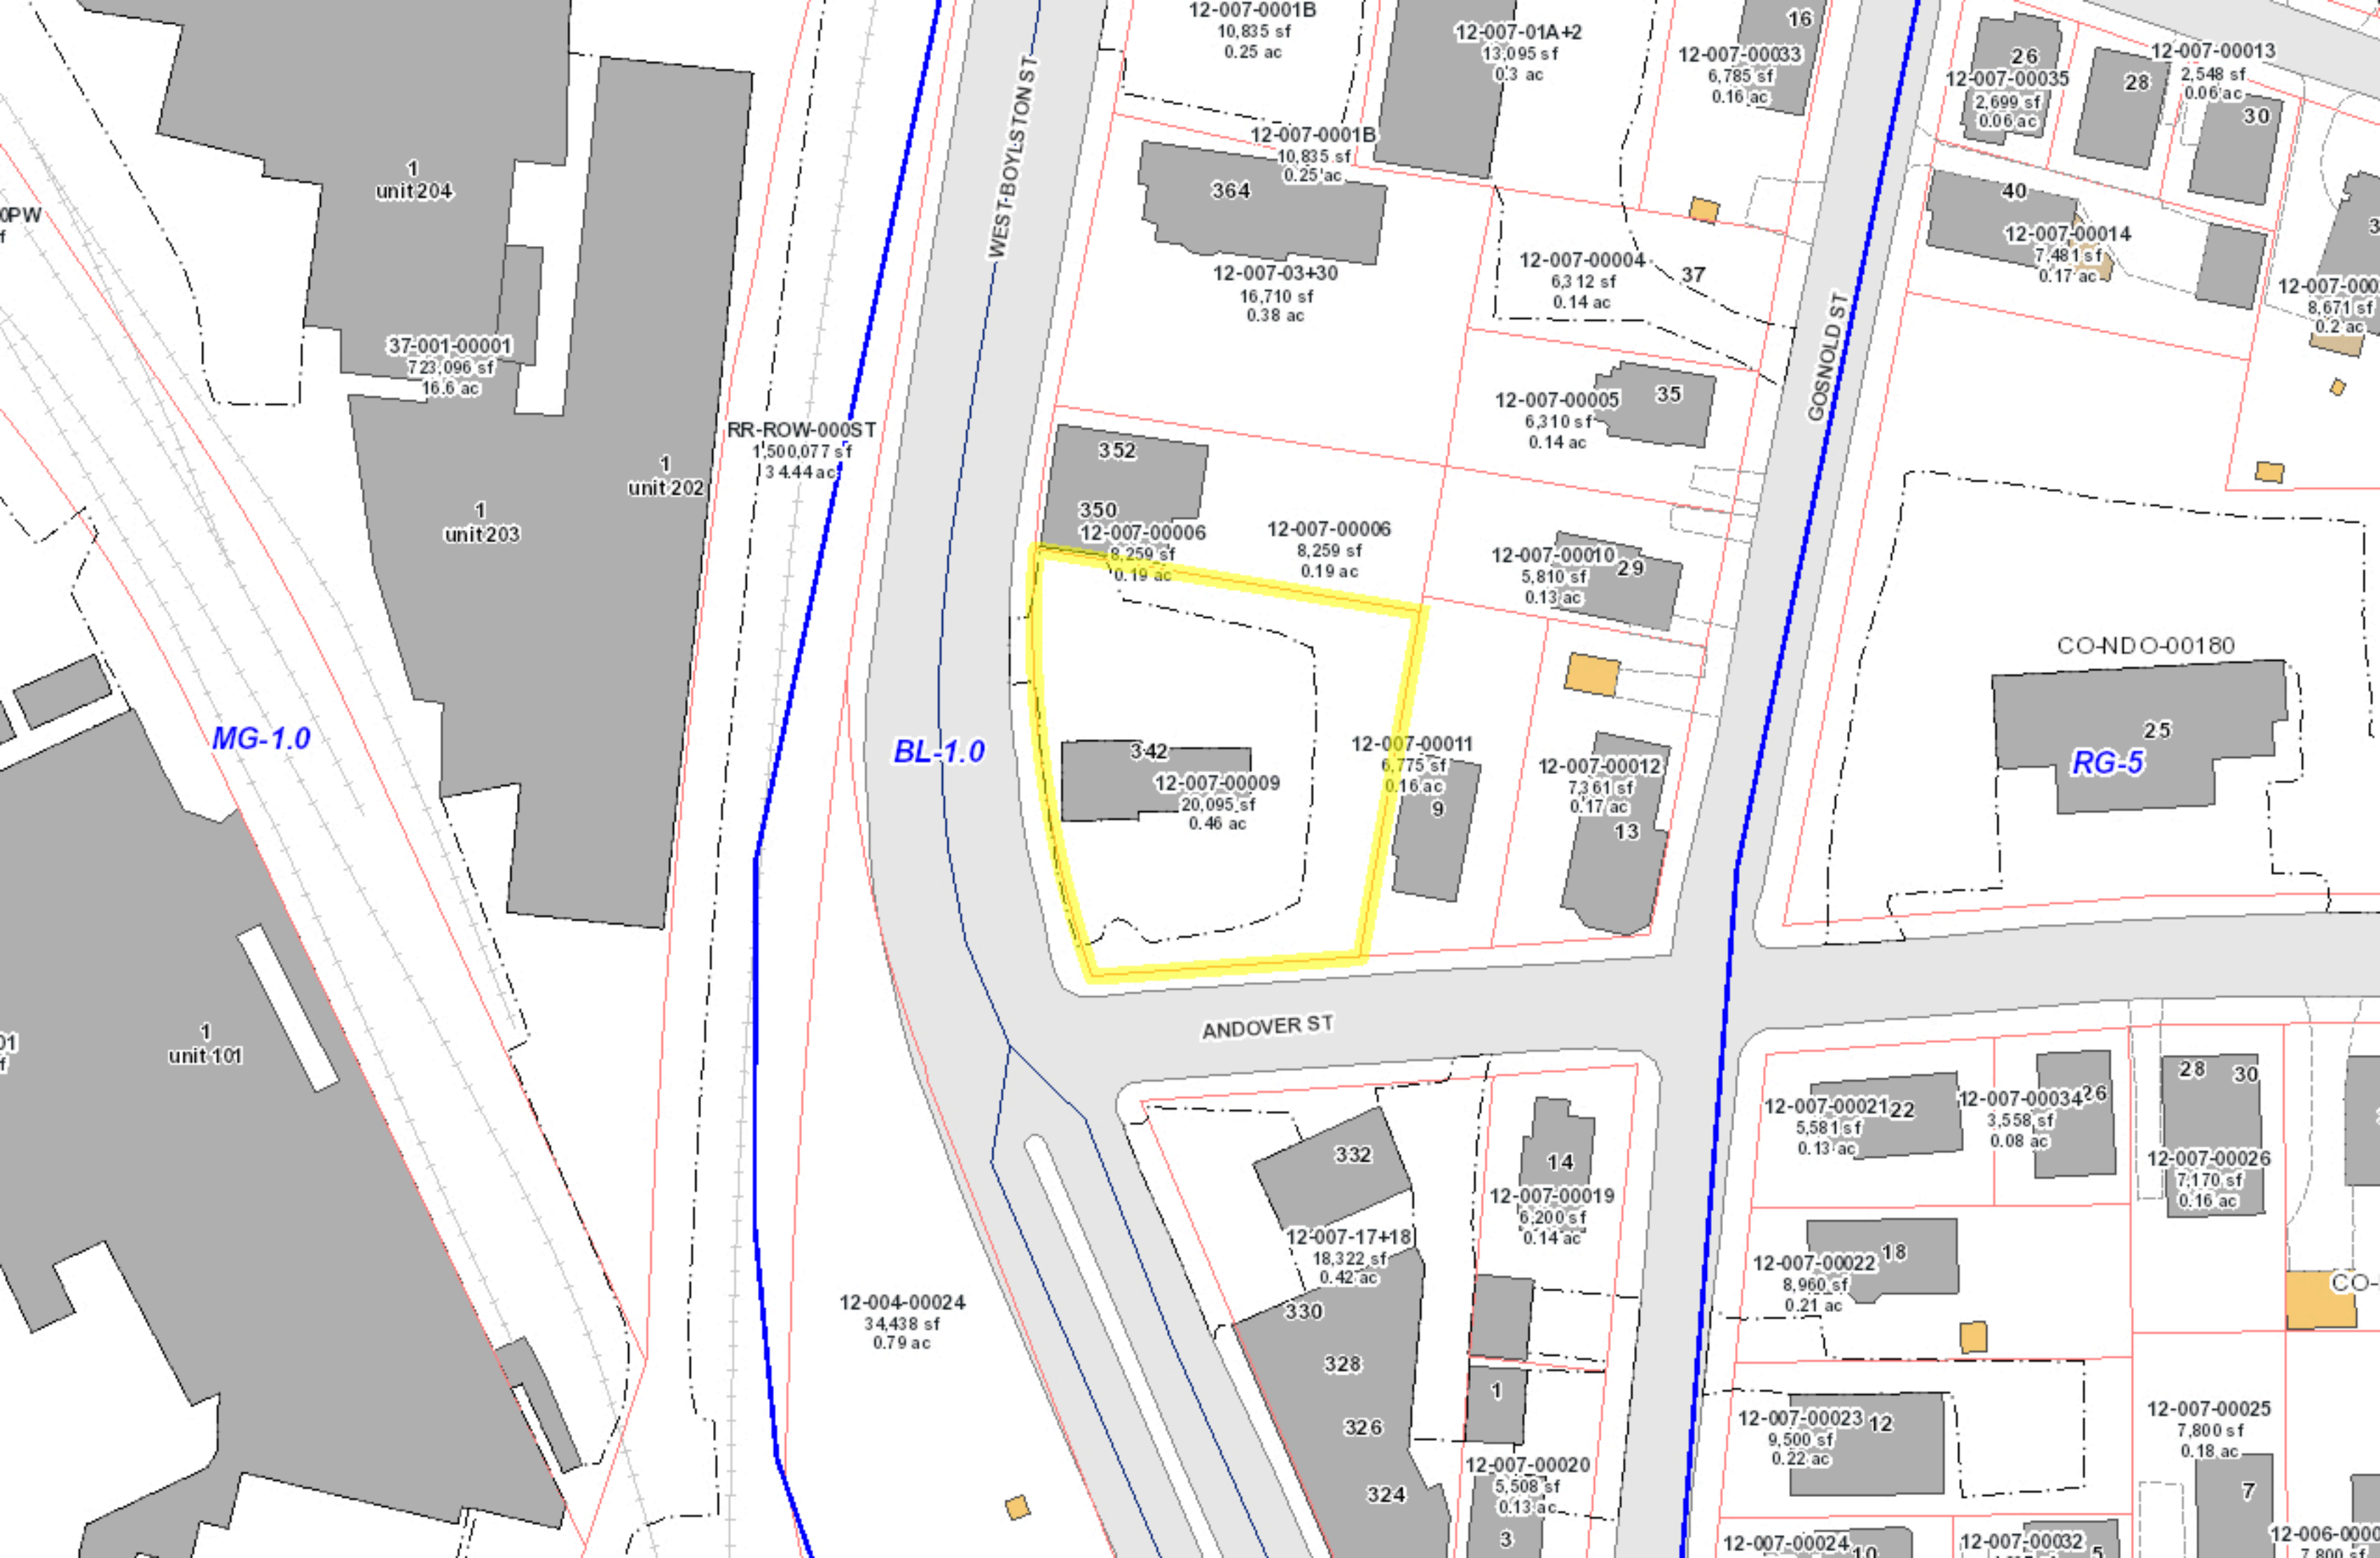 12-007-0001B
10,835 sf
0.25 ac
12-007-01A+2
13,095 sf
0.3 ac
16
12-007-00033
6,785 sf
0.16 ac
26
12-007-00035
2,699 sf
0.06 ac
28
12-007-00013
2,548 sf
0.06 ac
30
WEST BOYLSTON ST
12-007-0001B
10,835 sf
0.25 ac
364
12-007-03+30
16,710 sf
0.38 ac
1
unit 204
40
12-007-00014
7,481 sf
0.17 ac
12-007-00004
6,312 sf
0.14 ac
37
8,671 sf
0.2 ac
37-001-00001
723,096 sf
16.6 ac
GOSNOLD ST
12-007-00005
6,310 sf
0.14 ac
35
RR-ROW-000ST
1,500,077 sf
34.44 ac
352
350
12-007-00006
8,259 sf
0.19 ac
12-007-00006
8,259 sf
0.19 ac
1
unit 202
1
unit 203
12-007-00010
5,810 sf
0.13 ac
29
CO-NDO-00180
25
RG-5
MG-1.0
BL-1.0
342
12-007-00009
20,095 sf
0.46 ac
12-007-00011
6,775 sf
0.16 ac
9
12-007-00012
7,361 sf
0.17 ac
13
ANDOVER ST
1
unit 101
332
14
12-007-00019
6,200 sf
0.14 ac
12-007-17+18
18,322 sf
0.42 ac
12-007-00021
5,581 sf
0.13 ac
22
12-007-00034
3,558 sf
0.08 ac
26
28
30
12-007-00026
7,170 sf
0.16 ac
12-007-00022
8,960 sf
0.21 ac
18
CO-
12-004-00024
34,438 sf
0.79 ac
330
328
326
324
1
12-007-00020
5,508 sf
0.13 ac
3
12-007-00023
9,500 sf
0.22 ac
12
12-007-00025
7,800 sf
0.18 ac
7
12-007-00024
10
12-007-00032
5
7,800 sf